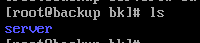 [root@backup bk]# ls
server
[root@backup bk]#